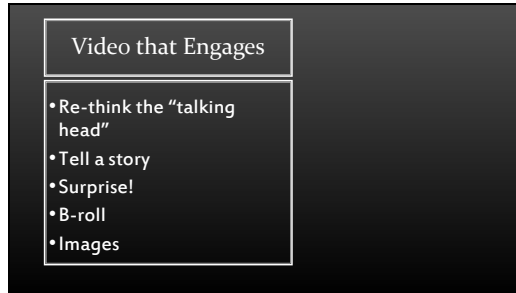 Video that Engages
•Re-think the “talking
head”
•Tell a story
•Surprise!
•B-roll
•Images